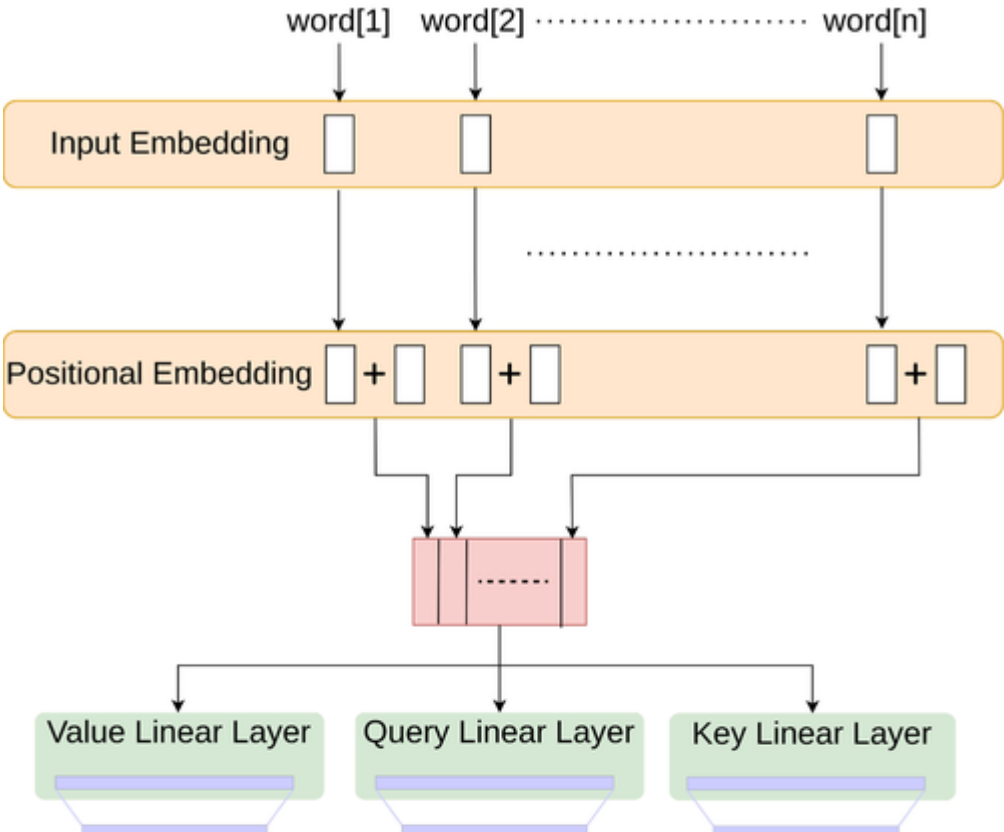 word[1] word[2] ........................... word[n]
Input Embedding
Positional Embedding + + +
Value Linear Layer
Query Linear Layer
Key Linear Layer